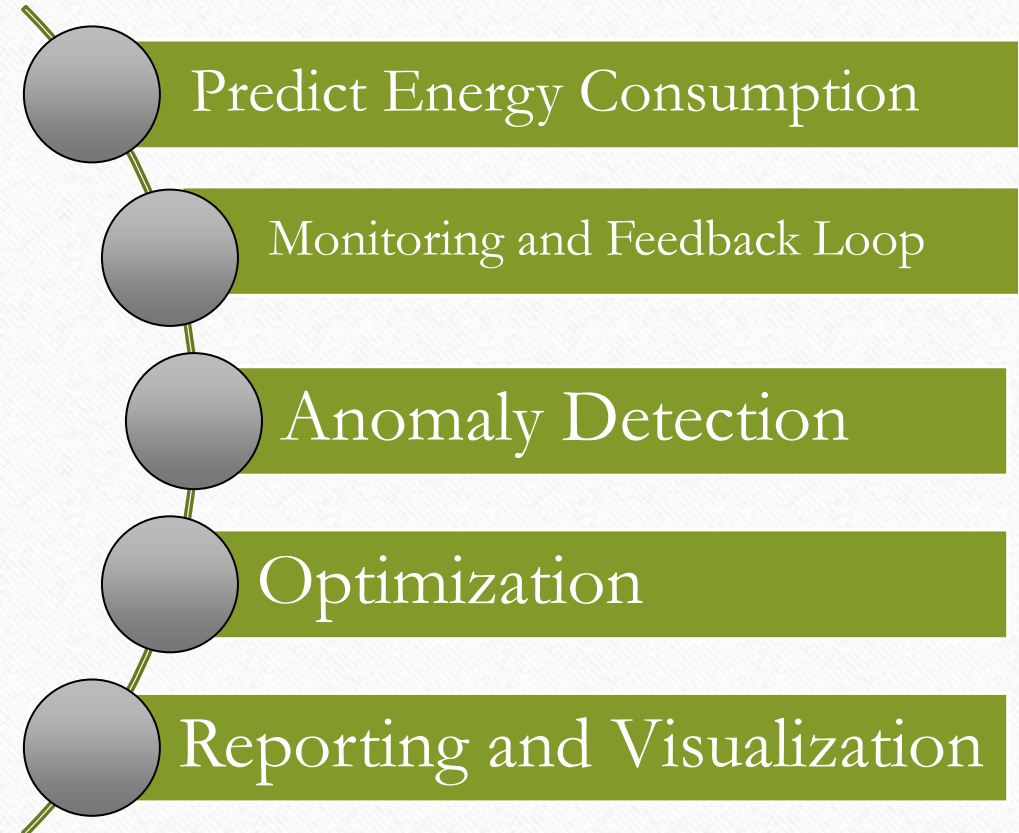 Predict Energy Consumption
Monitoring and Feedback Loop
Anomaly Detection
Optimization
Reporting and Visualization